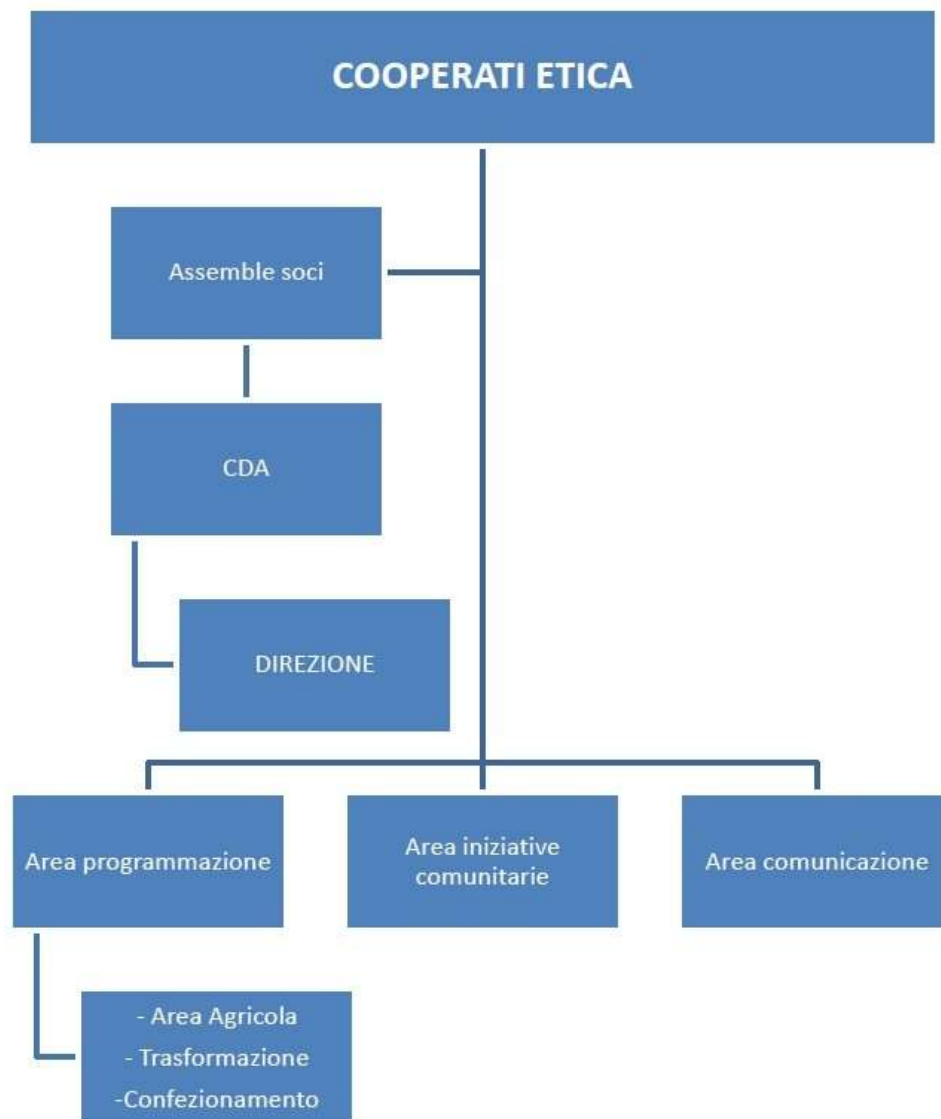 COOPERATI ETICA
Assemble soci
CDA
DIREZIONE
Area programmazione
Area iniziative
comunitarie
Area comunicazione
- Area Agricola
- Trasformazione
-Confezionamento